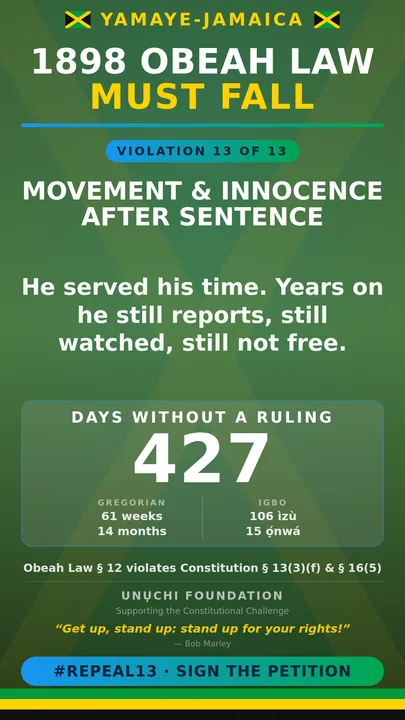 YAMAYE-JAMAICA
1898 OBEAH LAW
MUST FALL
VIOLATION 13 OF 13
MOVEMENT & INNOCENCE
AFTER SENTENCE
He served his time. Years on
he still reports, still
watched, still not free.
DAYS WITHOUT A RULING
427
GREGORIAN
61 weeks
14 months
IGBO
106 ìzù
15 ọ́nwá
Obeah Law § 12 violates Constitution § 13(3)(f) & § 16(5)
UNỤCHI FOUNDATION
Supporting the Constitutional Challenge
“Get up, stand up: stand up for your rights!”
— Bob Marley
#REPEAL13 · SIGN THE PETITION